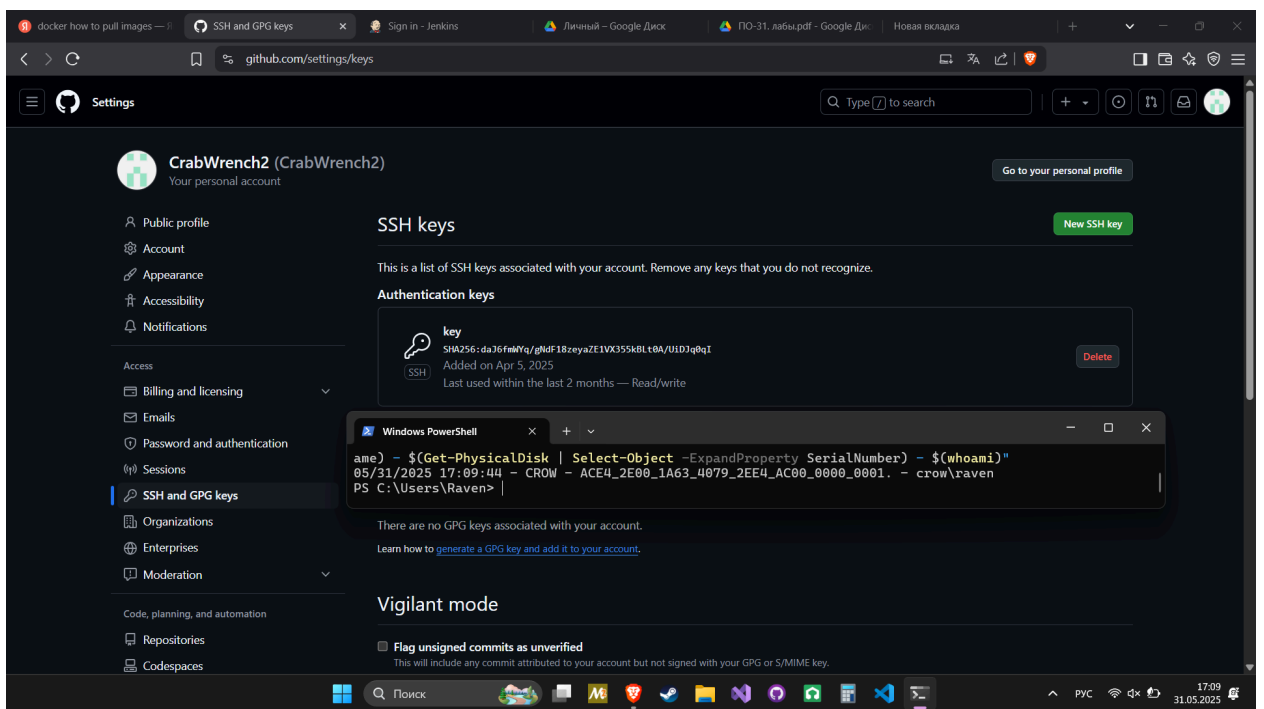 docker how to pull images — Я
SSH and GPG keys
Sign in - Jenkins
Личный – Google Диск
ПО-31. лабы.pdf - Google Дис
Новая вкладка
github.com/settings/keys
Settings
Type / to search
CrabWrench2 (CrabWrench2)
Your personal account
Go to your personal profile
Public profile
Account
Appearance
Accessibility
Notifications
Access
Billing and licensing
Emails
Password and authentication
Sessions
SSH and GPG keys
Organizations
Enterprises
Moderation
Code, planning, and automation
Repositories
Codespaces
SSH keys
New SSH key
This is a list of SSH keys associated with your account. Remove any keys that you do not recognize.
Authentication keys
key
SHA256:daJ6fmWYq/gNdF18zeyaZE1VX355kBLt0A/UiDJq0qI
Added on Apr 5, 2025
Last used within the last 2 months — Read/write
SSH
Delete
Windows PowerShell
ame) - $(Get-PhysicalDisk | Select-Object -ExpandProperty SerialNumber) - $(whoami)"
05/31/2025 17:09:44 - CROW - ACE4_2E00_1A63_4079_2EE4_AC00_0000_0001. - crow\raven
PS C:\Users\Raven>
There are no GPG keys associated with your account.
Learn how to generate a GPG key and add it to your account.
Vigilant mode
Flag unsigned commits as unverified
This will include any commit attributed to your account but not signed with your GPG or S/MIME key.
Поиск
РУС
17:09
31.05.2025